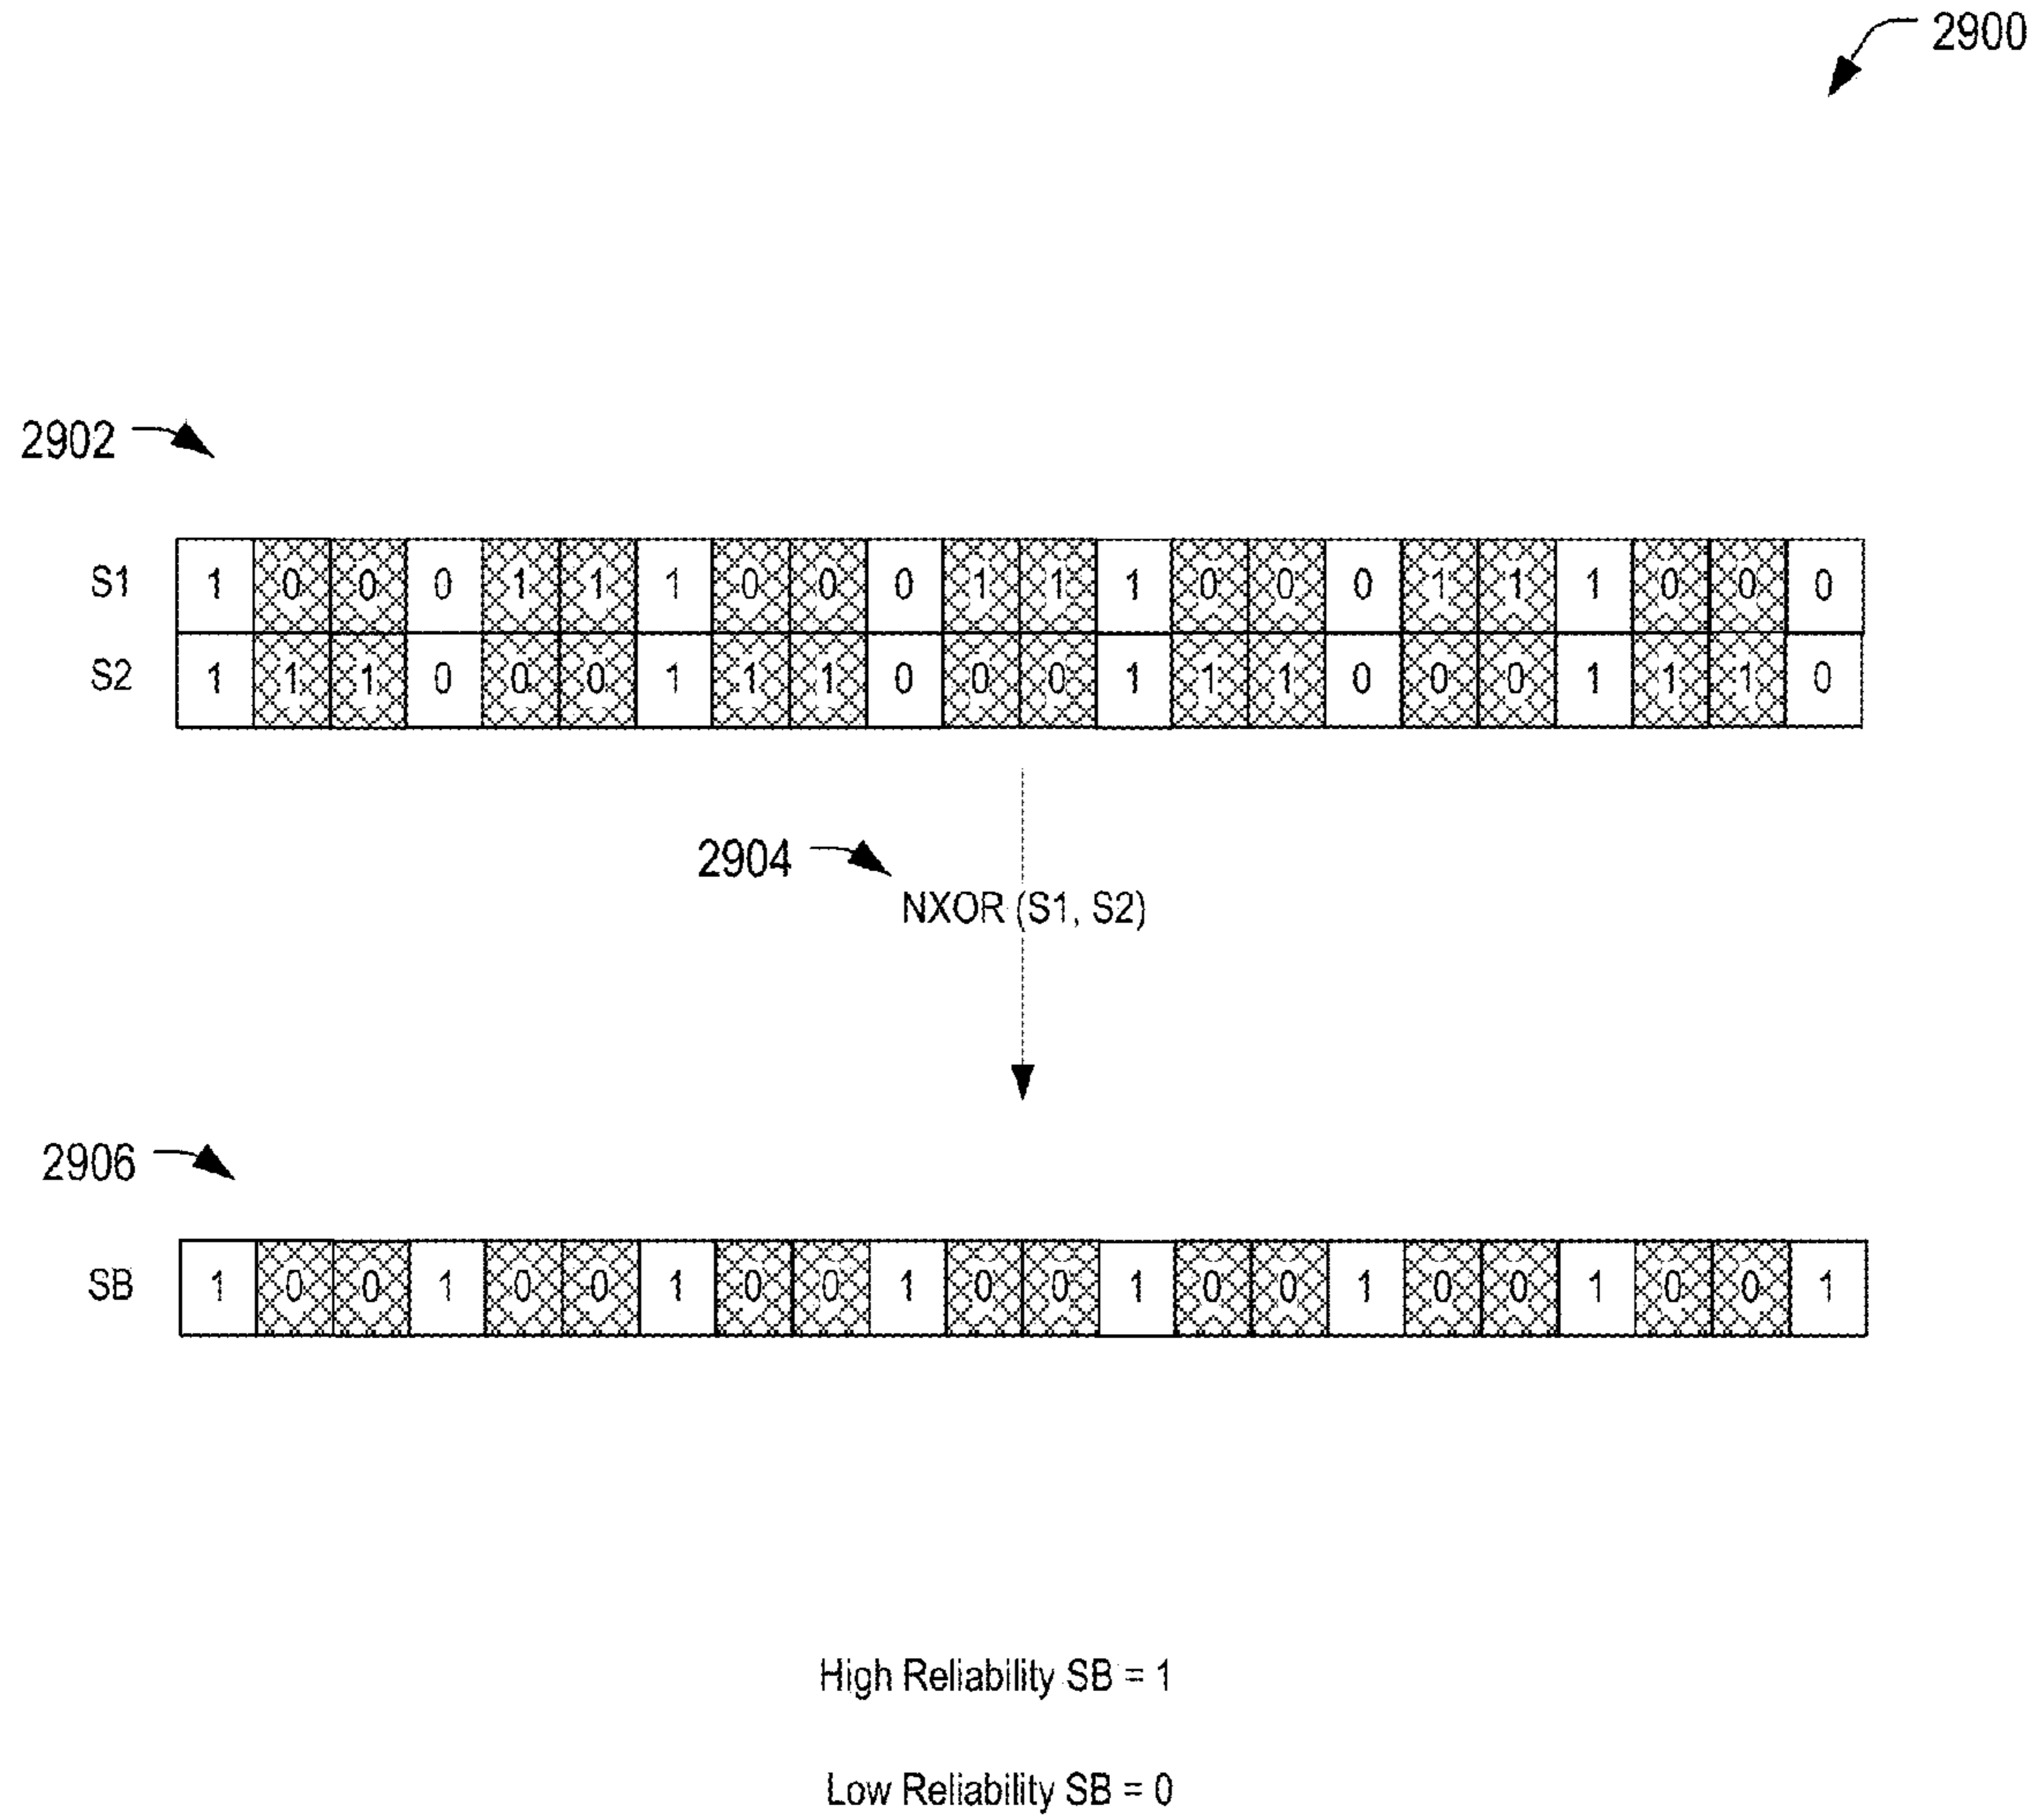 2900
2902
S1 1 0 0 0 1 1 1 0 0 0 1 1 1 0 0 0 1 1 1 0 0 0
S2 1 1 1 0 0 0 1 1 1 0 0 0 1 1 1 0 0 0 1 1 1 0
2904
NXOR (S1, S2)
2906
SB 1 0 0 1 0 0 1 0 0 1 0 0 1 0 0 1 0 0 1 0 0 1
High Reliability SB = 1
Low Reliability SB = 0